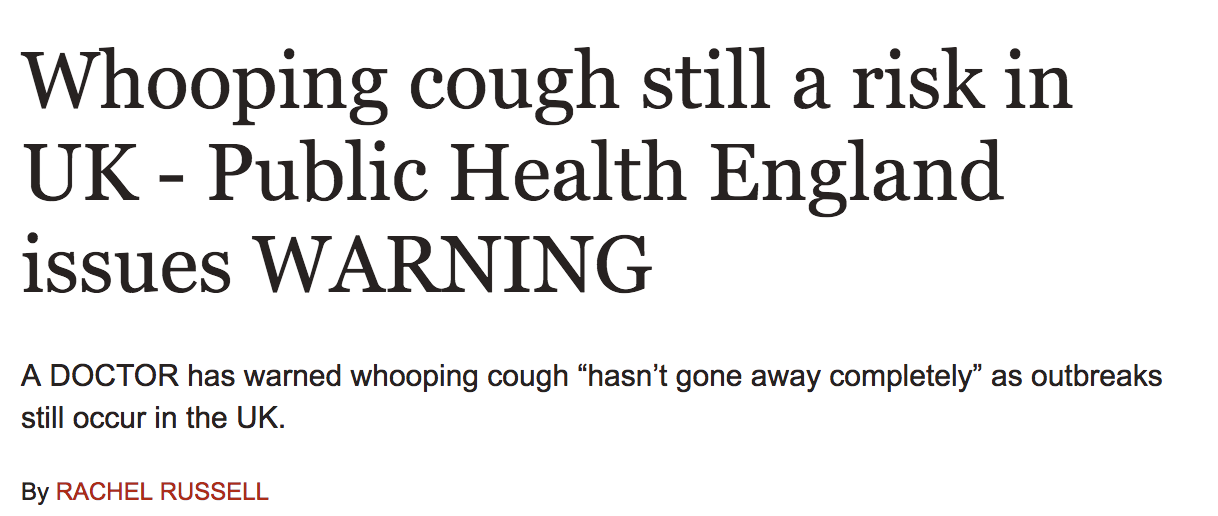 Whooping cough still a risk in
UK - Public Health England
issues WARNING
A DOCTOR has warned whooping cough “hasn’t gone away completely” as outbreaks
still occur in the UK.
By RACHEL RUSSELL